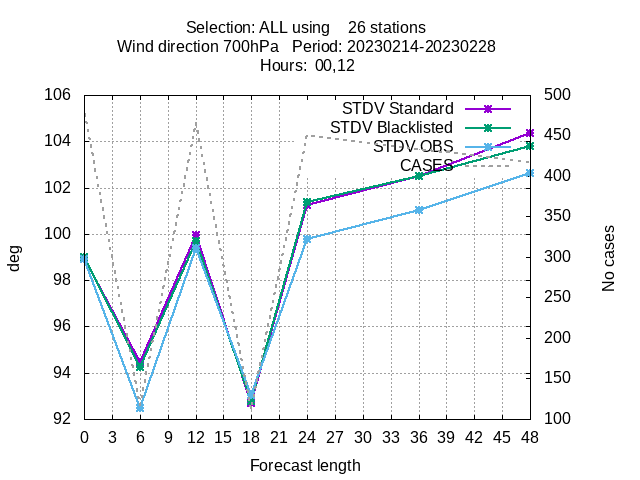 Selection: ALL using 26 stations
Wind direction 700hPa Period: 20230214-20230228
Hours: 00,12
106
104
102
100
98
96
94
92
deg
500
450
400
350
300
250
200
150
100
No cases
STDV Standard
STDV Blacklisted
STDV OBS
CASES
0 3 6 9 12 15 18 21 24 27 30 33 36 39 42 45 48
Forecast length